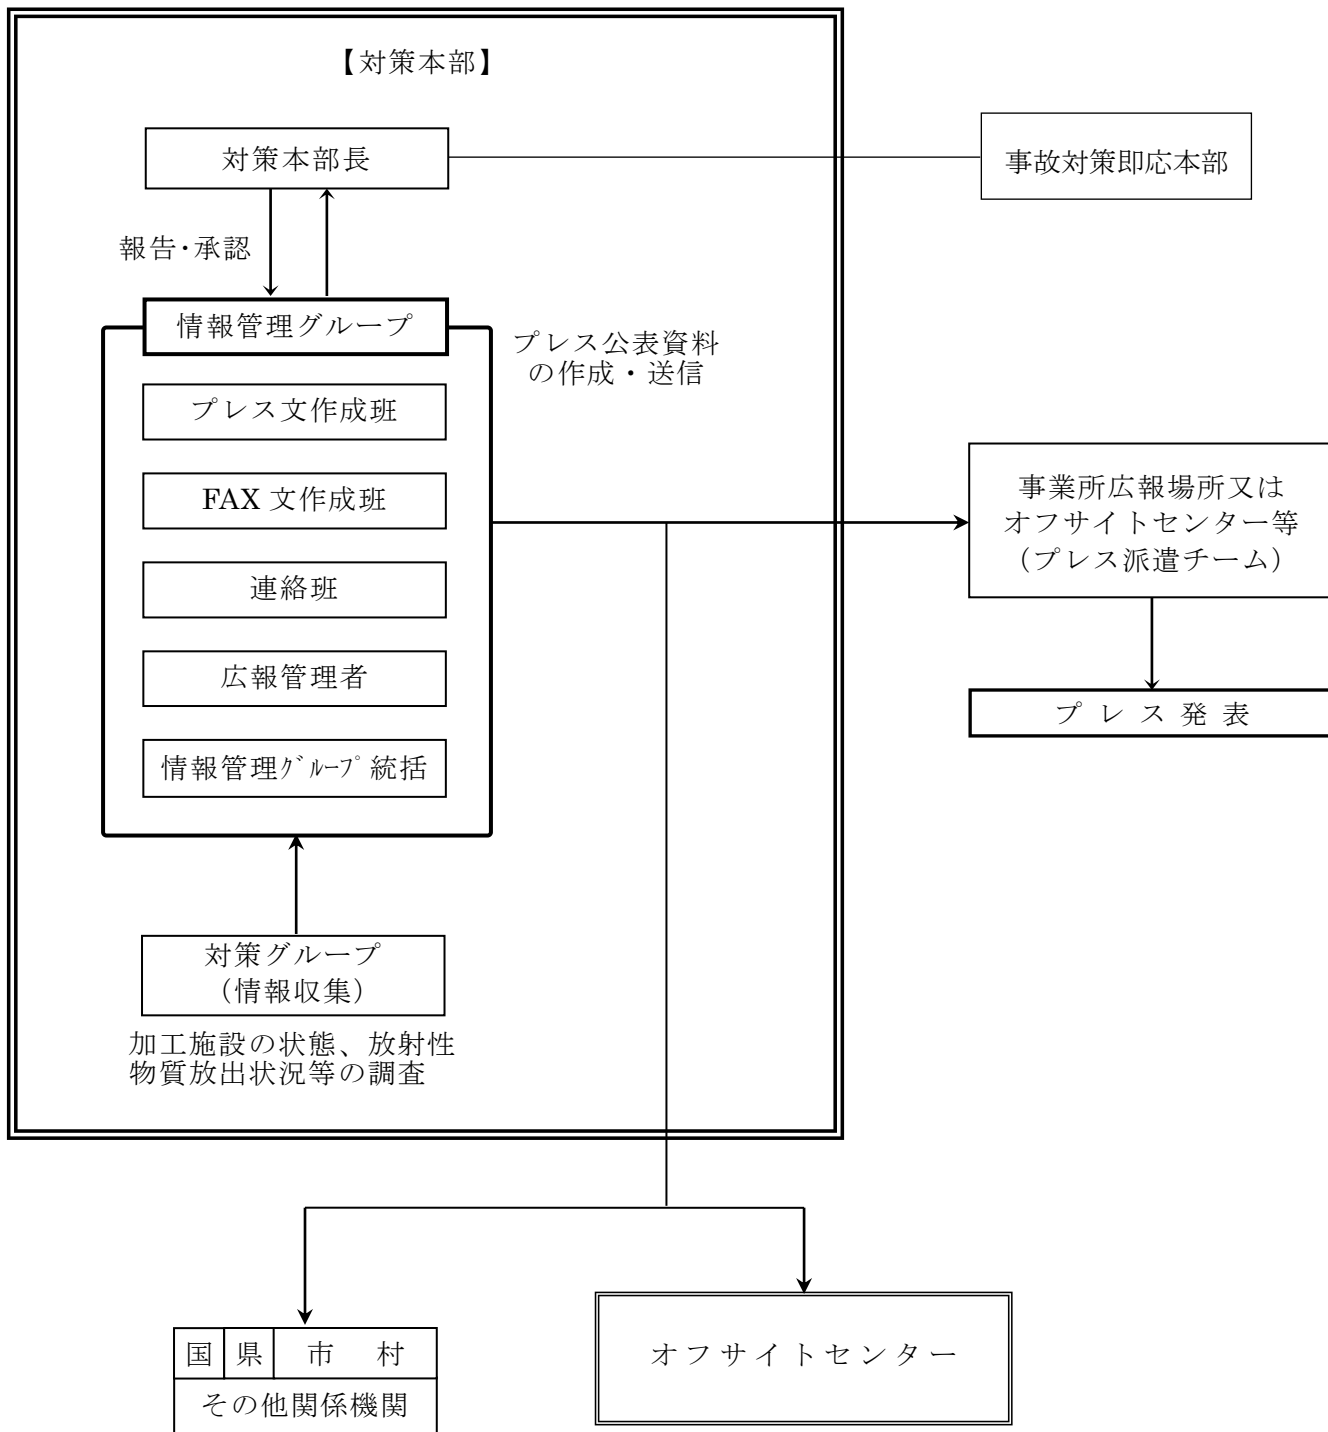 【対策本部】
対策本部長
事故対策即応本部
報告・承認
情報管理グループ
プレス公表資料
の作成・送信
プレス文作成班
FAX 文作成班
連絡班
広報管理者
情報管理ｸﾞﾙｰﾌﾟ統括
事業所広報場所又は
オフサイトセンター等
（プレス派遣チーム）
プレス発表
対策グループ
（情報収集）
加工施設の状態、放射性
物質放出状況等の調査
国 県 市 村
その他関係機関
オフサイトセンター